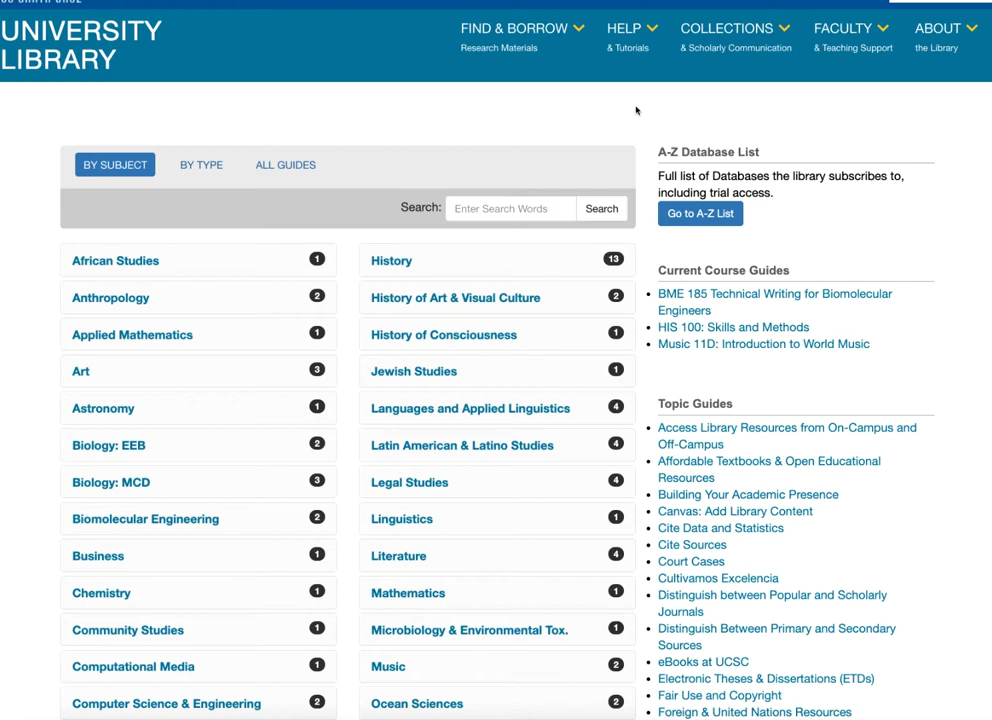 UNIVERSITY
LIBRARY
FIND & BORROW
Research Materials
HELP
& Tutorials
COLLECTIONS
& Scholarly Communication
FACULTY
& Teaching Support
ABOUT
the Library
BY SUBJECT
BY TYPE
ALL GUIDES
Search: Enter Search Words Search
African Studies 1
Anthropology 2
Applied Mathematics 1
Art 3
Astronomy 1
Biology: EEB 2
Biology: MCD 3
Biomolecular Engineering 2
Business 1
Chemistry 1
Community Studies 1
Computational Media 1
Computer Science & Engineering 2
History 13
History of Art & Visual Culture 2
History of Consciousness 1
Jewish Studies 1
Languages and Applied Linguistics 4
Latin American & Latino Studies 4
Legal Studies 4
Linguistics 1
Literature 4
Mathematics 1
Microbiology & Environmental Tox. 1
Music 2
Ocean Sciences 2
A-Z Database List
Full list of Databases the library subscribes to,
including trial access.
Go to A-Z List
Current Course Guides
• BME 185 Technical Writing for Biomolecular
Engineers
• HIS 100: Skills and Methods
• Music 11D: Introduction to World Music
Topic Guides
• Access Library Resources from On-Campus and
Off-Campus
• Affordable Textbooks & Open Educational
Resources
• Building Your Academic Presence
• Canvas: Add Library Content
• Cite Data and Statistics
• Cite Sources
• Court Cases
• Cultivamos Excelencia
• Distinguish between Popular and Scholarly
Journals
• Distinguish Between Primary and Secondary
Sources
• eBooks at UCSC
• Electronic Theses & Dissertations (ETDs)
• Fair Use and Copyright
• Foreign & United Nations Resources